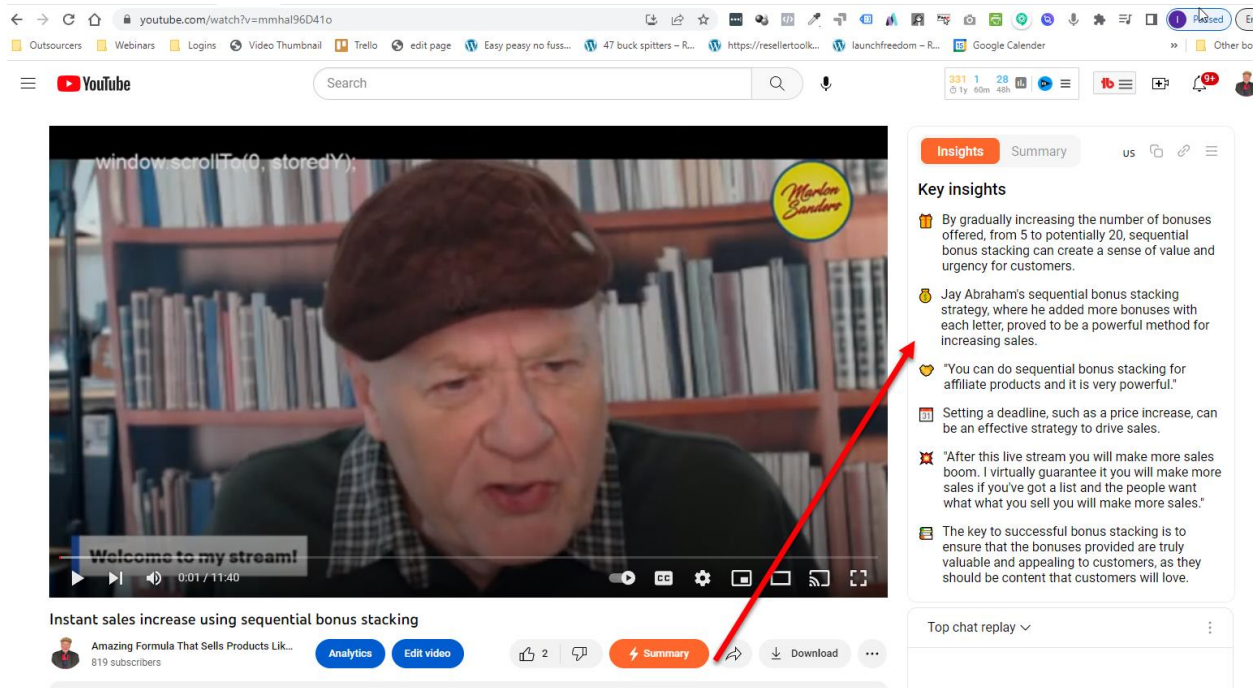 youtube.com/watch?v=mmhal96D41o
Outsourcers Webinars Logins Video Thumbnail Trello edit page Easy peasy no fuss... 47 buck spitters – R... https://resellertoolk... launchfreedom – R... Google Calender » Other bo
YouTube
Search
331 1 28
1y 60m 48h
9+
window.scrollTo(0, storedY);
Marlon
Sanders
Welcome to my stream!
0:01 / 11:40
CC
Instant sales increase using sequential bonus stacking
Amazing Formula That Sells Products Lik...
819 subscribers
Analytics
Edit video
2
Summary
Download
Insights Summary US
Key insights
By gradually increasing the number of bonuses
offered, from 5 to potentially 20, sequential
bonus stacking can create a sense of value and
urgency for customers.
Jay Abraham's sequential bonus stacking
strategy, where he added more bonuses with
each letter, proved to be a powerful method for
increasing sales.
"You can do sequential bonus stacking for
affiliate products and it is very powerful."
Setting a deadline, such as a price increase, can
be an effective strategy to drive sales.
"After this live stream you will make more sales
boom. I virtually guarantee it you will make more
sales if you've got a list and the people want
what what you sell you will make more sales."
The key to successful bonus stacking is to
ensure that the bonuses provided are truly
valuable and appealing to customers, as they
should be content that customers will love.
Top chat replay